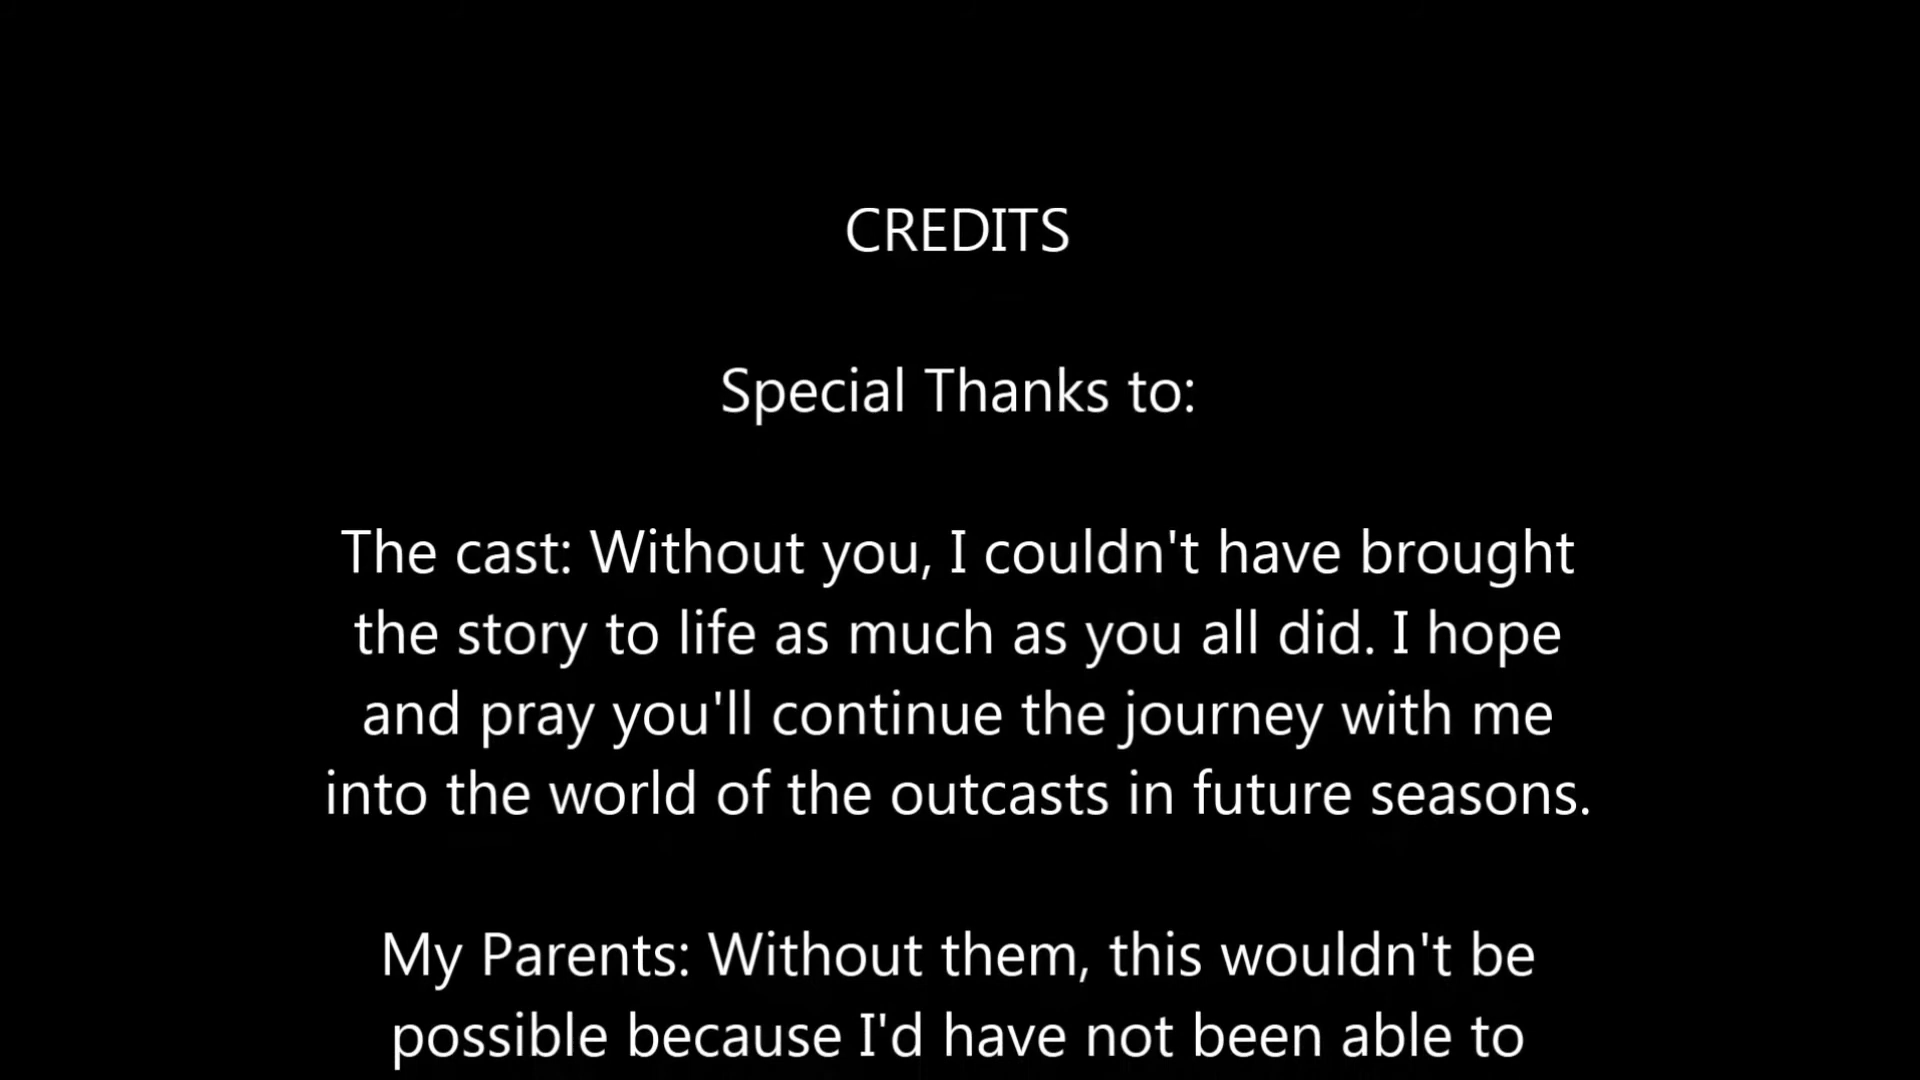 CREDITS
Special Thanks to:
The cast: Without you, I couldn't have brought
the story to life as much as you all did. I hope
and pray you'll continue the journey with me
into the world of the outcasts in future seasons.
My Parents: Without them, this wouldn't be
possible because I'd have not been able to